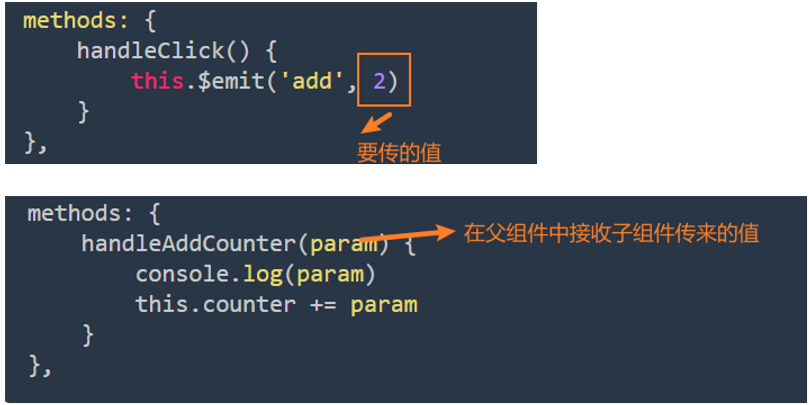 methods: {
handleClick() {
this.$emit('add', 2)
}
},
要传的值
methods: {
handleAddCounter(param) {
在父组件中接收子组件传来的值
console.log(param)
this.counter += param
}
},